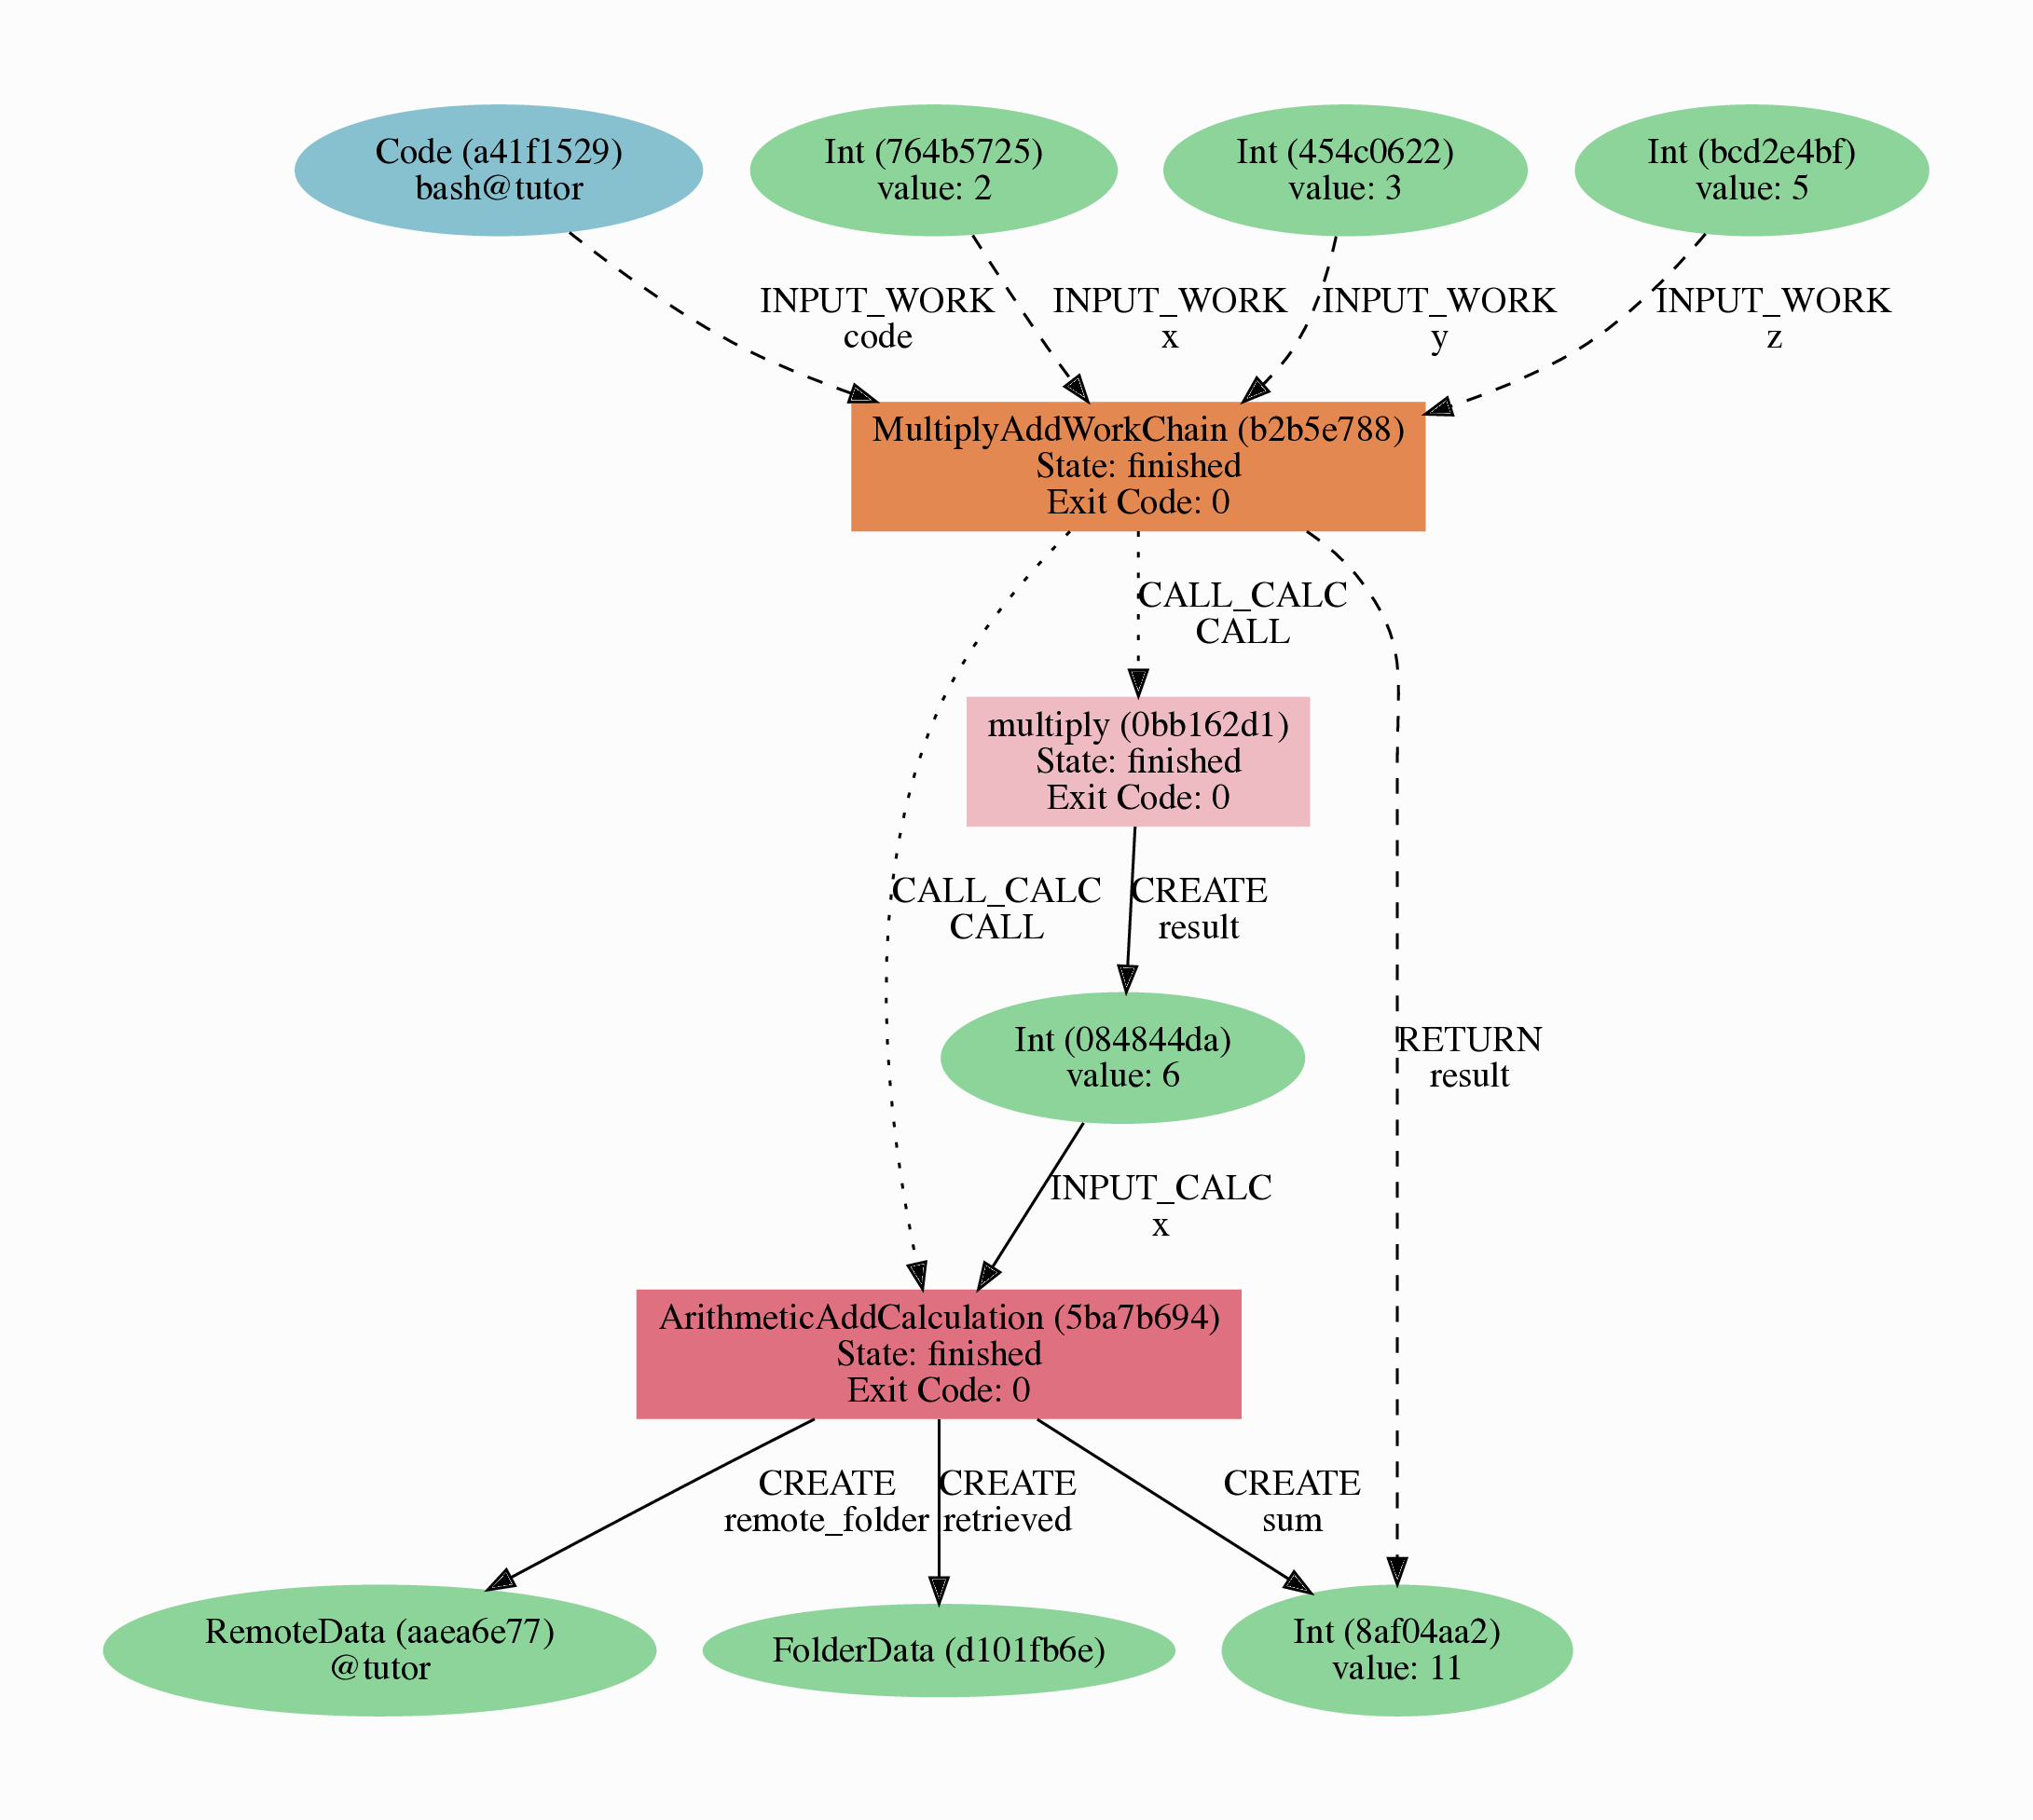 Code (a41f1529)
bash@tutor
Int (764b5725)
value: 2
Int (454c0622)
value: 3
Int (bcd2e4bf)
value: 5
INPUT_WORK
code
INPUT_WORK
x
INPUT_WORK
y
INPUT_WORK
z
MultiplyAddWorkChain (b2b5e788)
State: finished
Exit Code: 0
CALL_CALC
CALL
multiply (0bb162d1)
State: finished
Exit Code: 0
CALL_CALC
CALL
CREATE
result
Int (084844da)
value: 6
RETURN
result
INPUT_CALC
x
ArithmeticAddCalculation (5ba7b694)
State: finished
Exit Code: 0
CREATE
remote_folder
CREATE
retrieved
CREATE
sum
RemoteData (aaea6e77)
@tutor
FolderData (d101fb6e)
Int (8af04aa2)
value: 11